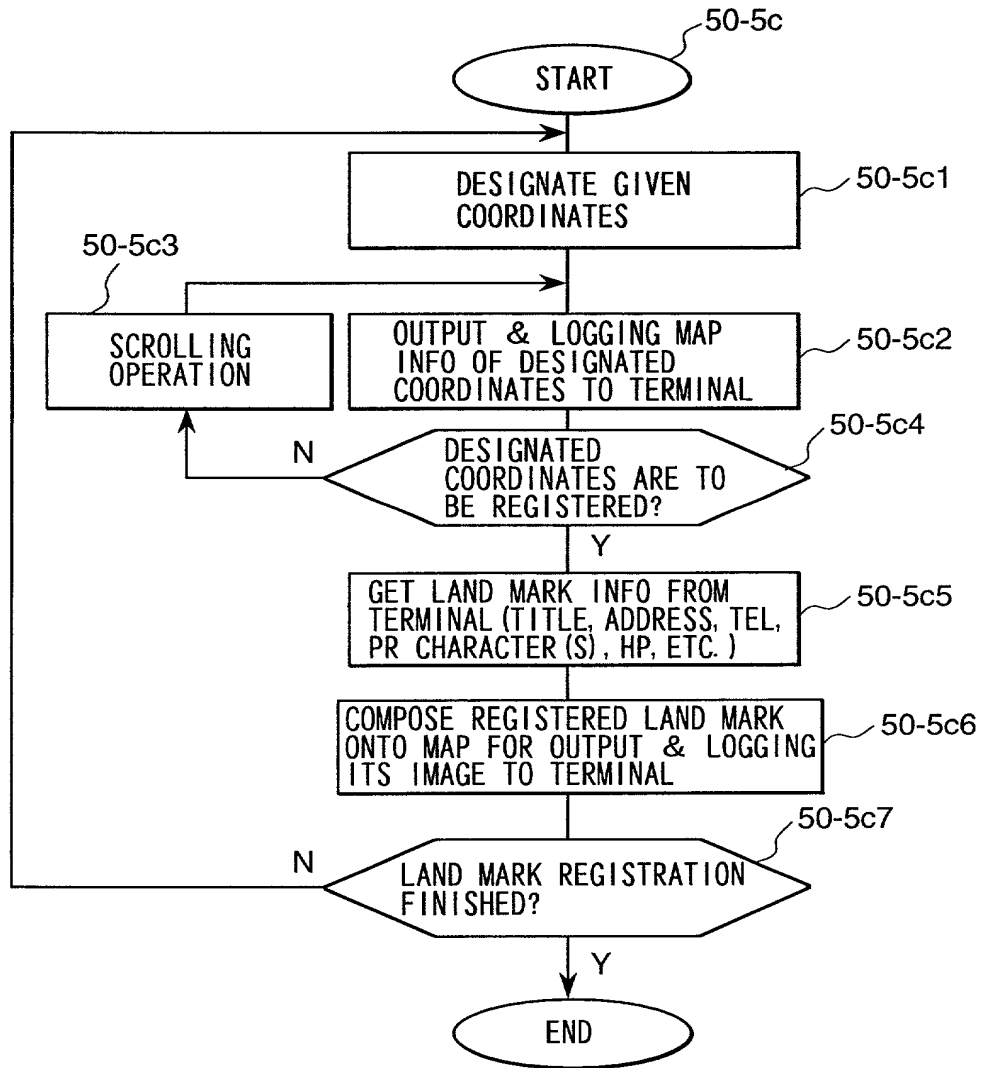 50-5c
START
DESIGNATE GIVEN
COORDINATES
50-5c1
50-5c3
SCROLLING
OPERATION
OUTPUT & LOGGING MAP
INFO OF DESIGNATED
COORDINATES TO TERMINAL
50-5c2
50-5c4
N
DESIGNATED
COORDINATES ARE TO
BE REGISTERED?
Y
GET LAND MARK INFO FROM
TERMINAL (TITLE, ADDRESS, TEL,
PR CHARACTER (S), HP, ETC.)
50-5c5
COMPOSE REGISTERED LAND MARK
ONTO MAP FOR OUTPUT & LOGGING
ITS IMAGE TO TERMINAL
50-5c6
50-5c7
N
LAND MARK REGISTRATION
FINISHED?
Y
END